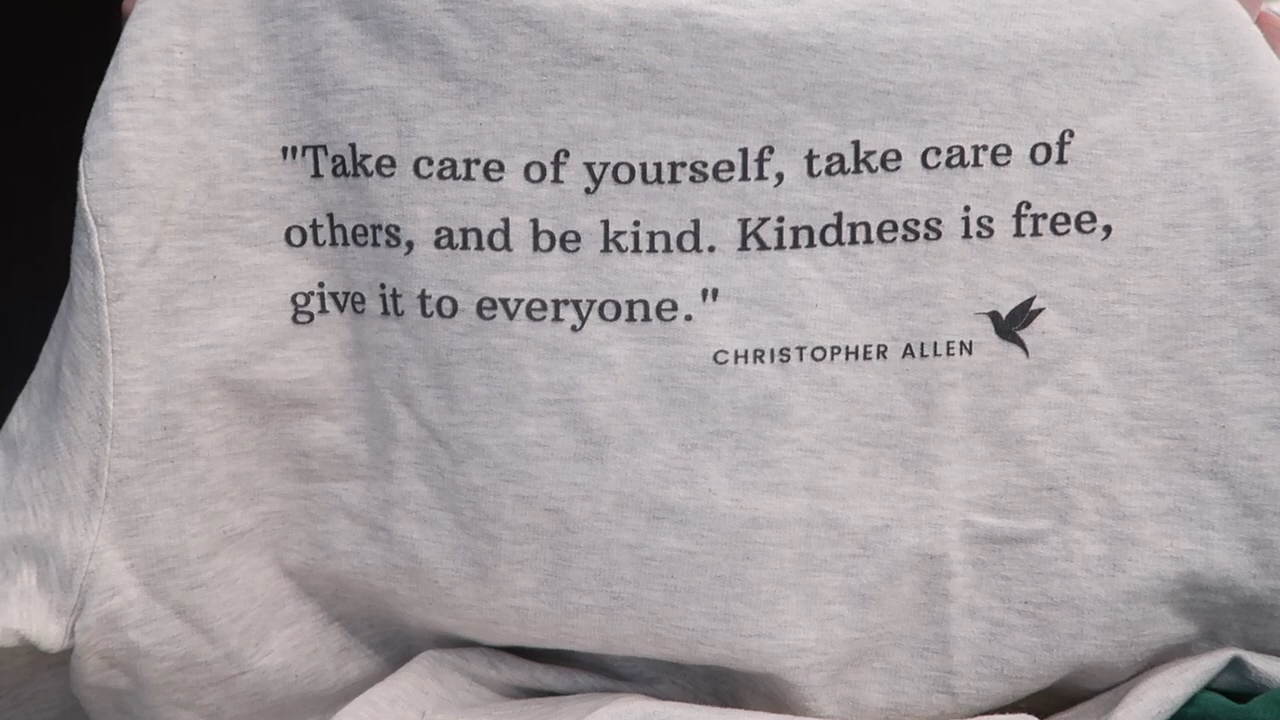 "Take care of yourself, take care of
others, and be kind. Kindness is free,
give it to everyone."
CHRISTOPHER ALLEN